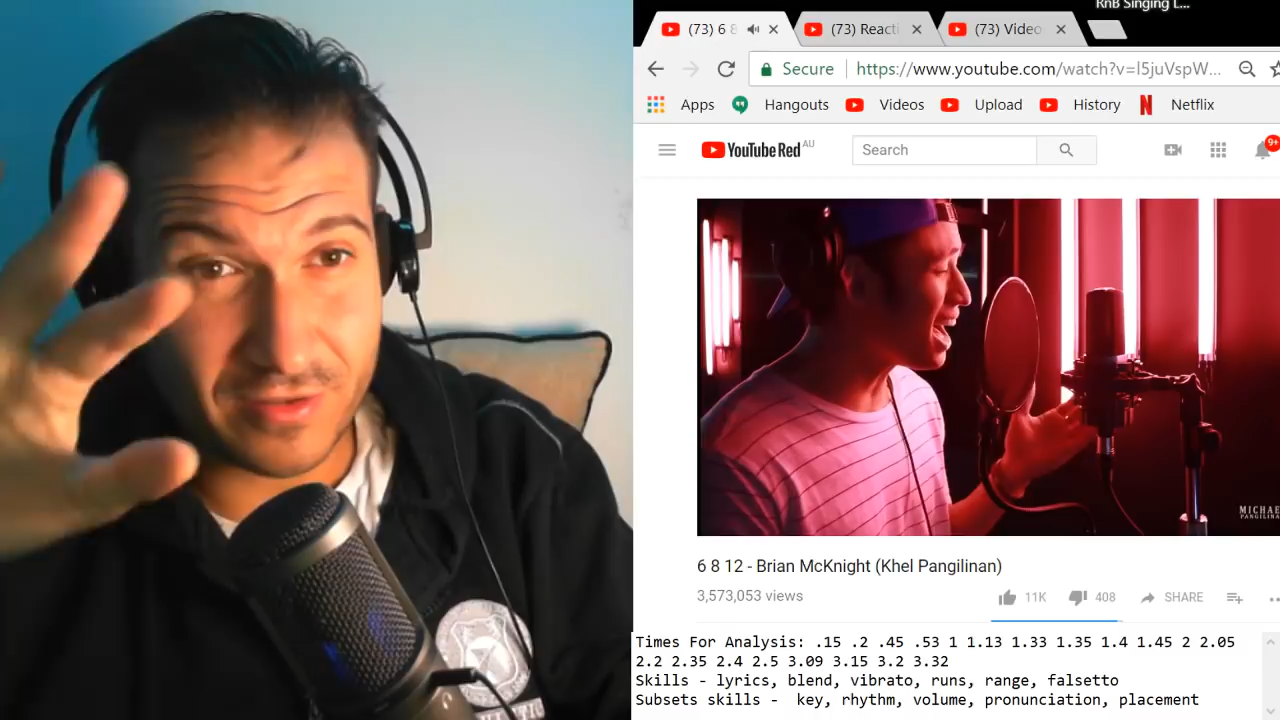 RnB Singing L...
(73) 6 8
(73) Reacti
(73) Video
Secure
https://www.youtube.com/watch?v=l5juVspW...
Apps
Hangouts
Videos
Upload
History
Netflix
YouTube Red AU
Search
9+
MICHAEL
PANGILINA
6 8 12 - Brian McKnight (Khel Pangilinan)
3,573,053 views
11K
408
SHARE
Times For Analysis: .15 .2 .45 .53 1 1.13 1.33 1.35 1.4 1.45 2 2.05
2.2 2.35 2.4 2.5 3.09 3.15 3.2 3.32
Skills - lyrics, blend, vibrato, runs, range, falsetto
Subsets skills - key, rhythm, volume, pronunciation, placement